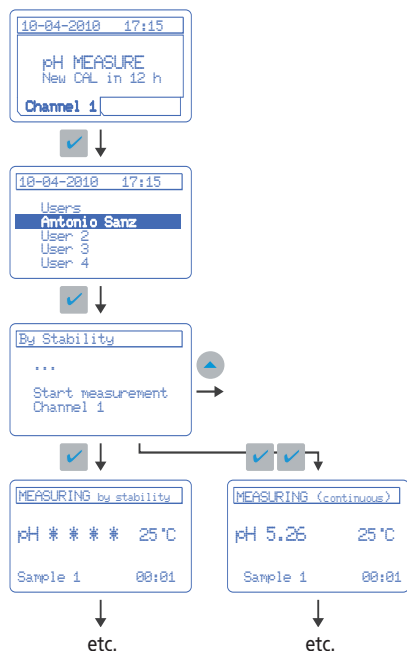 10-04-2010 17:15
pH MEASURE
New CAL in 12 h
Channel 1
10-04-2010 17:15
Users
Antonio Sanz
User 2
User 3
User 4
By Stability
...
Start measurement
Channel 1
MEASURING by stability
pH * * * * 25°C
Sample 1 00:01
etc.
MEASURING (continuous)
pH 5.26 25°C
Sample 1 00:01
etc.